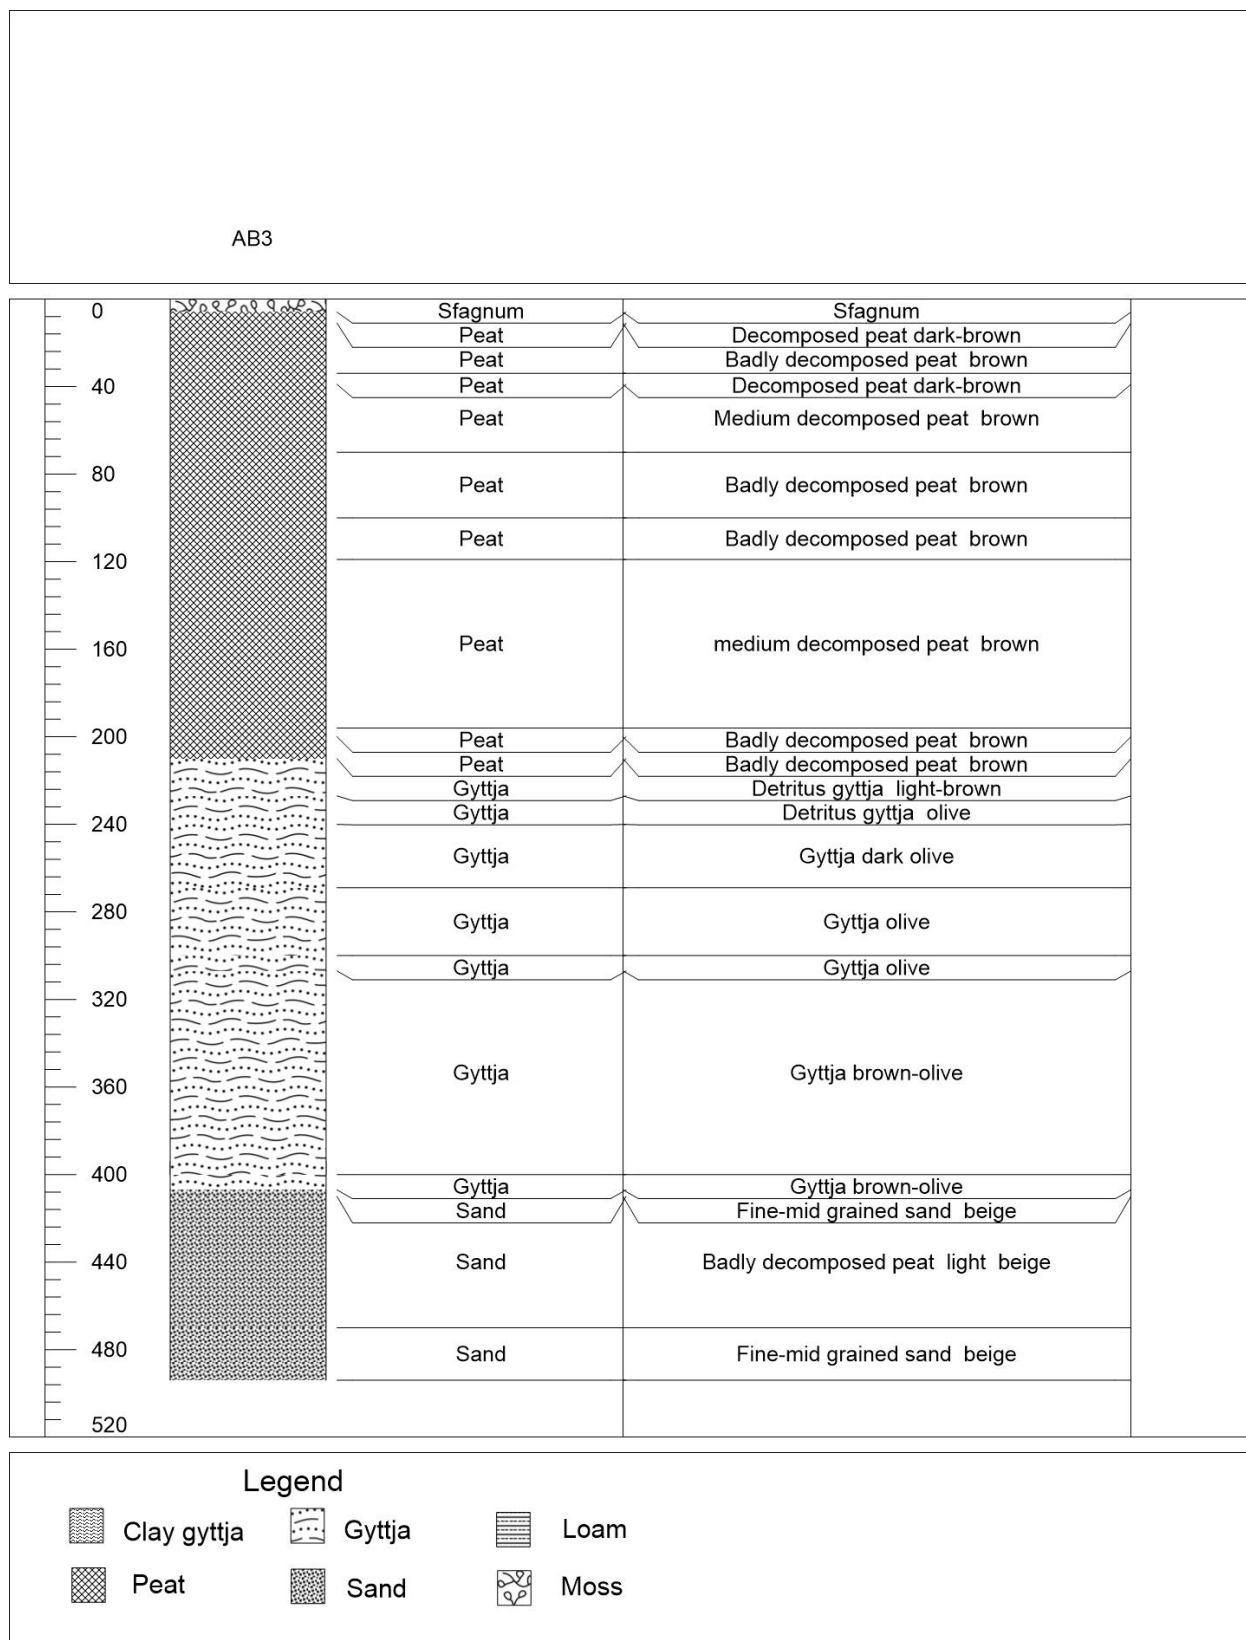 AB3
0 Sfagnum Sfagnum
Peat Decomposed peat dark-brown
Peat Badly decomposed peat brown
40 Peat Decomposed peat dark-brown
Peat Medium decomposed peat brown
80 Peat Badly decomposed peat brown
Peat Badly decomposed peat brown
120
160 Peat medium decomposed peat brown
200 Peat Badly decomposed peat brown
Peat Badly decomposed peat brown
Gyttja Detritus gyttja light-brown
240 Gyttja Detritus gyttja olive
Gyttja Gyttja dark olive
280 Gyttja Gyttja olive
Gyttja Gyttja olive
320
360 Gyttja Gyttja brown-olive
400 Gyttja Gyttja brown-olive
Sand Fine-mid grained sand beige
440 Sand Badly decomposed peat light beige
480 Sand Fine-mid grained sand beige
520
Legend
Clay gyttja Gyttja Loam
Peat Sand Moss